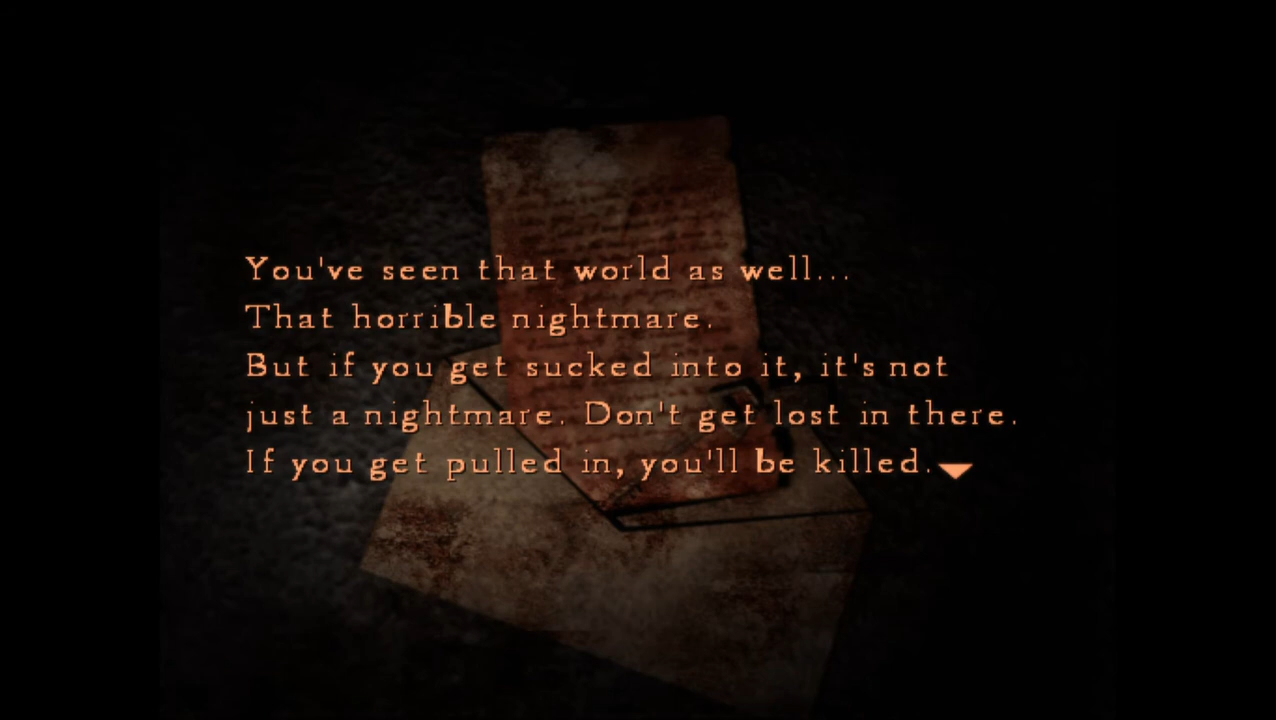 You've seen that world as well...
That horrible nightmare.
But if you get sucked into it, it's not
just a nightmare. Don't get lost in there.
If you get pulled in, you'll be killed.